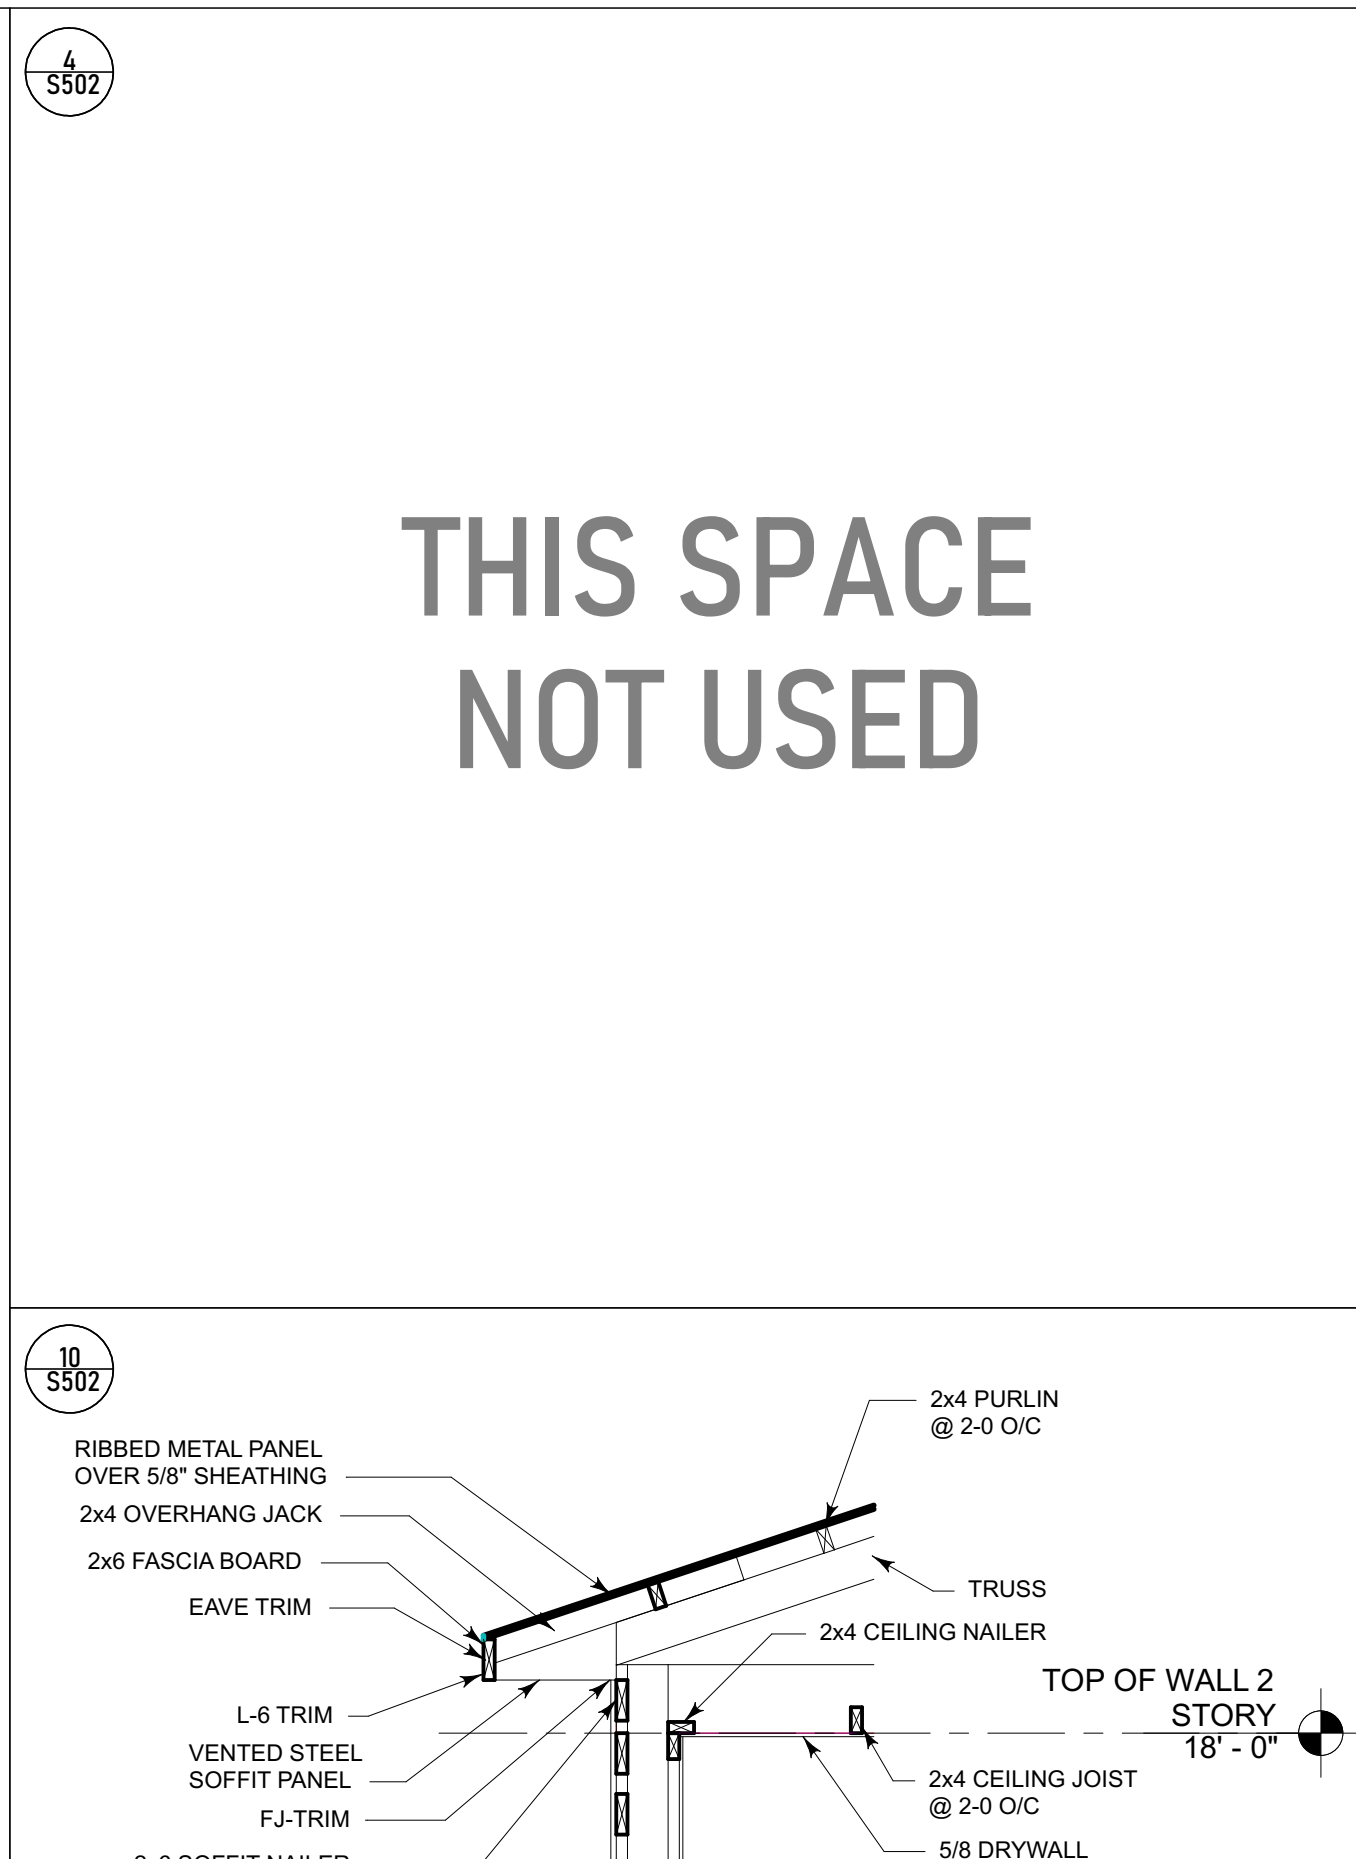 4
S502
THIS SPACE
NOT USED
10
S502
2x4 PURLIN
@ 2-0 O/C
RIBBED METAL PANEL
OVER 5/8" SHEATHING
2x4 OVERHANG JACK
2x6 FASCIA BOARD
EAVE TRIM
TRUSS
2x4 CEILING NAILER
TOP OF WALL 2
STORY
18' - 0"
L-6 TRIM
VENTED STEEL
SOFFIT PANEL
2x4 CEILING JOIST
@ 2-0 O/C
FJ-TRIM
5/8 DRYWALL
SOFFIT NAILER